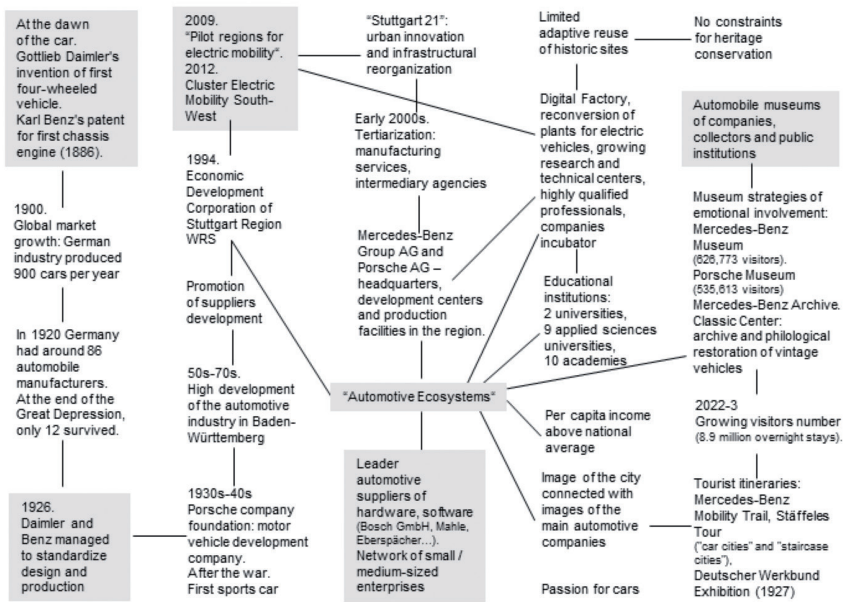 At the dawn
of the car.
Gottlieb Daimler's
invention of first
four-wheeled
vehicle.
Karl Benz's patent
for first chassis
engine (1886).
1900.
Global market
growth: German
industry produced
900 cars per year
In 1920 Germany
had around 86
automobile
manufacturers.
At the end of the
Great Depression,
only 12 survived.
1926.
Daimler and
Benz managed
to standardize
design and
production
2009.
"Pilot regions for
electric mobility".
2012.
Cluster Electric
Mobility South-
West
1994.
Economic
Development
Corporation of
Stuttgart Region
WRS
Promotion
of suppliers
development
50s-70s.
High development
of the automotive
industry in Baden-
Württemberg
1930s-40s
Porsche company
foundation: motor
vehicle development
company.
After the war.
First sports car
"Stuttgart 21":
urban innovation
and infrastructural
reorganization
Early 2000s.
Tertiarization:
manufacturing
services,
intermediary agencies
Mercedes-Benz
Group AG and
Porsche AG –
headquarters,
development centers
and production
facilities in the region.
"Automotive Ecosystems"
Leader
automotive
suppliers of
hardware, software
(Bosch GmbH, Mahle,
Eberspächer...).
Network of small /
medium-sized
enterprises
Limited
adaptive reuse
of historic sites
Digital Factory,
reconversion of
plants for electric
vehicles, growing
research and
technical centers,
highly qualified
professionals,
companies
incubator
Educational
institutions:
2 universities,
9 applied sciences
universities,
10 academies
Per capita income
above national
average
Image of the city
connected with
images of the
main automotive
companies
Passion for cars
No constraints
for heritage
conservation
Automobile museums
of companies,
collectors and public
institutions
Museum strategies of
emotional involvement:
Mercedes-Benz
Museum
(626,773 visitors).
Porsche Museum
(535,613 visitors)
Mercedes-Benz Archive.
Classic Center:
archive and philological
restoration of vintage
vehicles
2022-3
Growing visitors number
(8.9 million overnight stays).
Tourist itineraries:
Mercedes-Benz
Mobility Trail, Stäffeles
Tour
("car cities" and "staircase
cities"),
Deutscher Werkbund
Exhibition (1927)